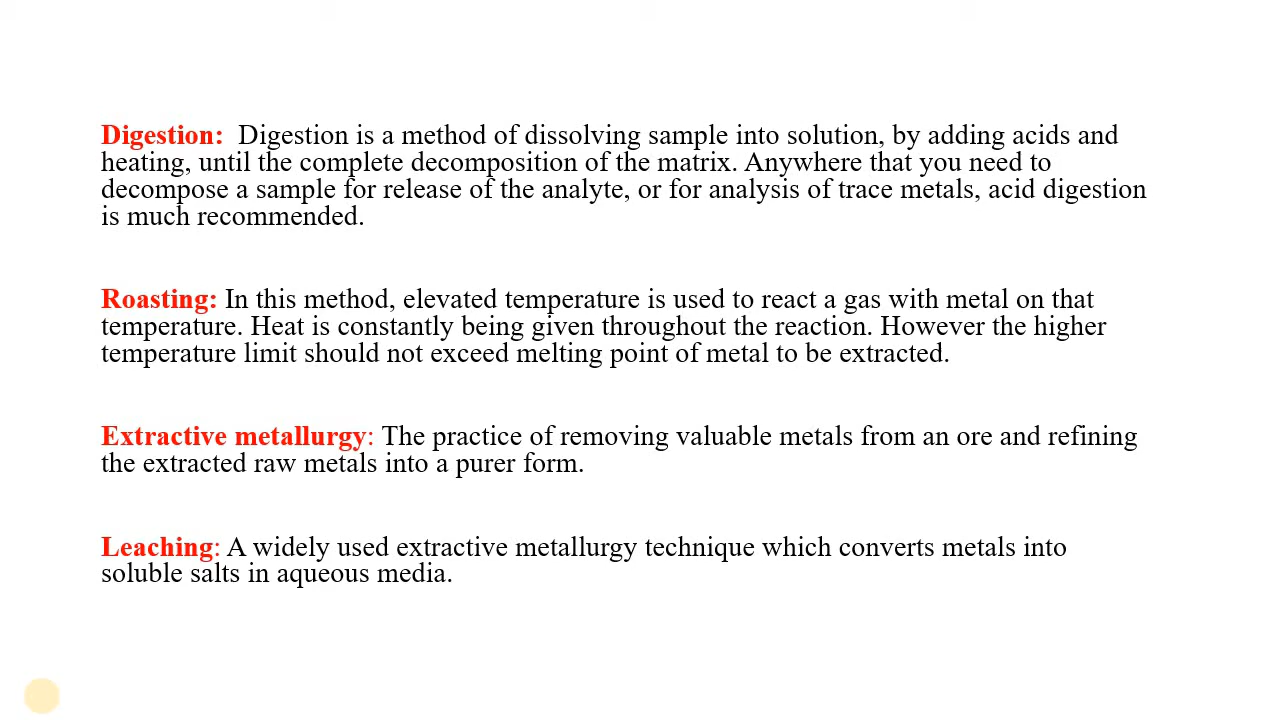 Digestion:  Digestion is a method of dissolving sample into solution, by adding acids and
heating, until the complete decomposition of the matrix. Anywhere that you need to
decompose a sample for release of the analyte, or for analysis of trace metals, acid digestion
is much recommended.
Roasting: In this method, elevated temperature is used to react a gas with metal on that
temperature. Heat is constantly being given throughout the reaction. However the higher
temperature limit should not exceed melting point of metal to be extracted.
Extractive metallurgy: The practice of removing valuable metals from an ore and refining
the extracted raw metals into a purer form.
Leaching: A widely used extractive metallurgy technique which converts metals into
soluble salts in aqueous media.